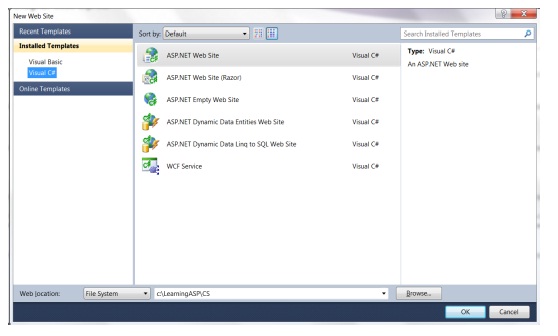 New Web Site
Recent Templates
Installed Templates
Visual Basic
Visual C#
Online Templates
Sort by: Default
Search Installed Templates
ASP.NET Web Site Visual C#
ASP.NET Web Site (Razor) Visual C#
ASP.NET Empty Web Site Visual C#
ASP.NET Dynamic Data Entities Web Site Visual C#
ASP.NET Dynamic Data Linq to SQL Web Site Visual C#
WCF Service Visual C#
Type: Visual C#
An ASP.NET Web site
Web location: File System c:\LearningASP\CS Browse...
OK Cancel